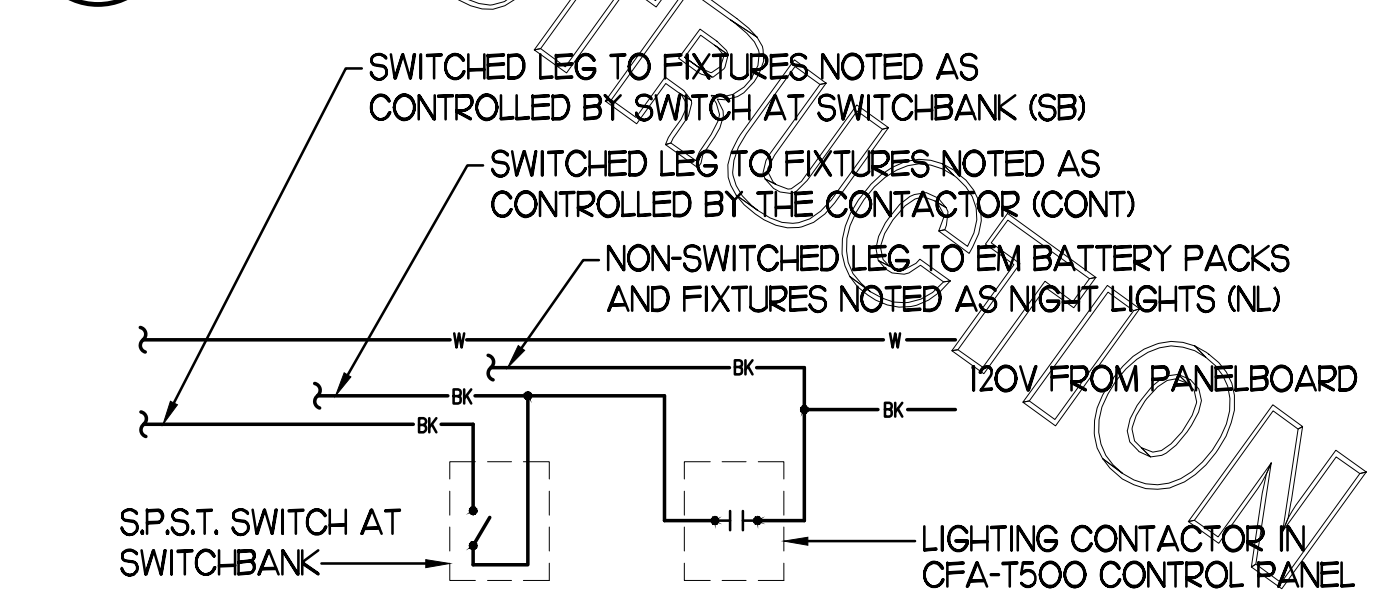 SWITCHED LEG TO FIXTURES NOTED AS
CONTROLLED BY SWITCH AT SWITCHBANK (SB)
SWITCHED LEG TO FIXTURES NOTED AS
CONTROLLED BY THE CONTACTOR (CONT)
NON-SWITCHED LEG TO EM BATTERY PACKS
AND FIXTURES NOTED AS NIGHT LIGHTS (NL)
W W
BK
120V FROM PANELBOARD
BK
BK
BK
S.P.S.T. SWITCH AT
SWITCHBANK
LIGHTING CONTACTOR IN
CFA-T500 CONTROL PANEL